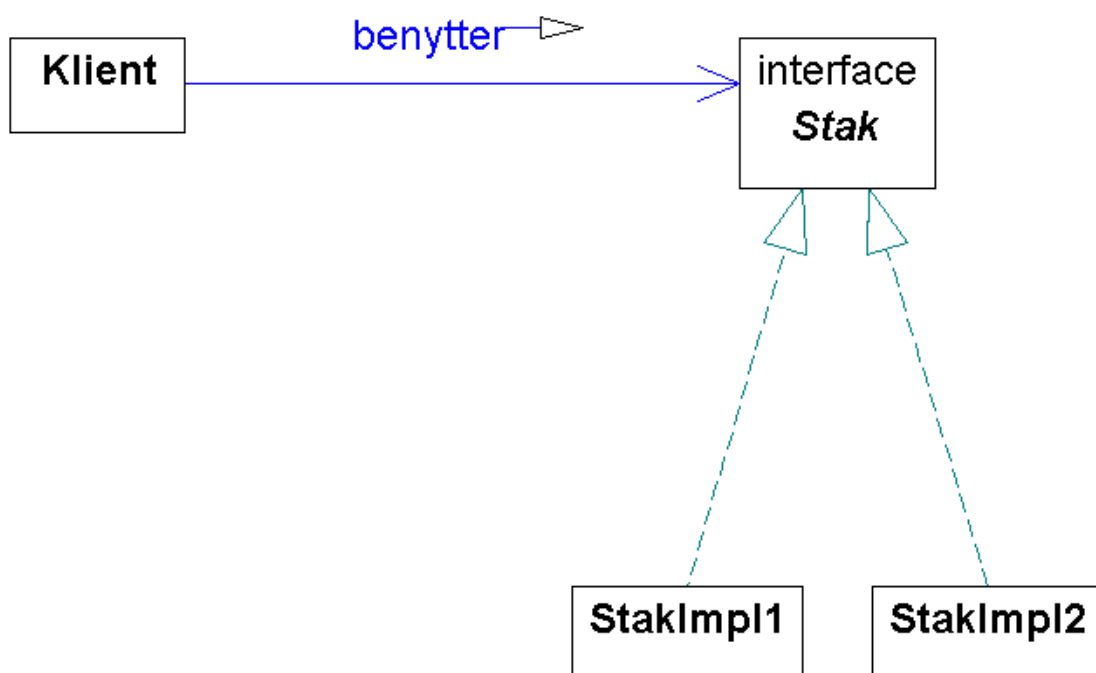 benytter
Klient
interface
Stak
StakImpl1
StakImpl2